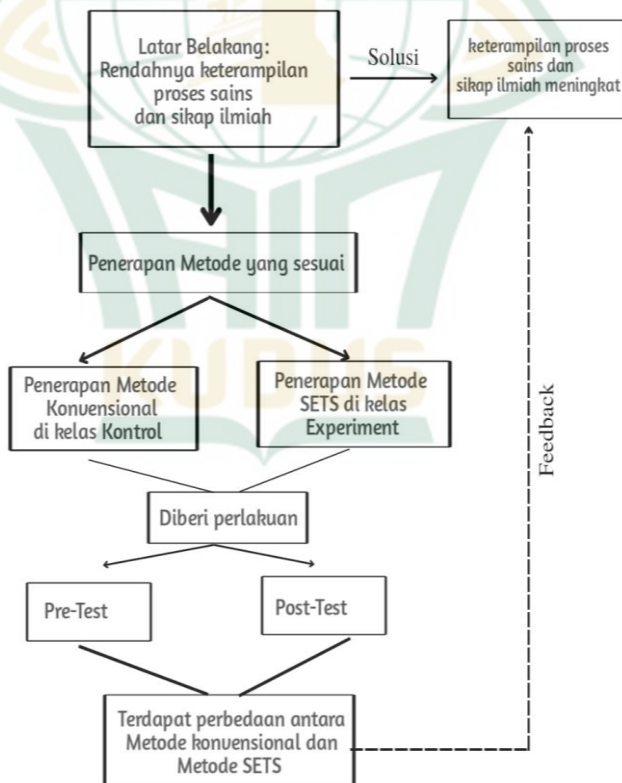 Latar Belakang:
Rendahnya keterampilan
proses sains
dan sikap ilmiah
Solusi
keterampilan proses
sains dan
sikap ilmiah meningkat
Penerapan Metode yang sesuai
Penerapan Metode
Konvensional
di kelas Kontrol
Penerapan Metode
SETS di kelas
Experiment
Feedback
Diberi perlakuan
Pre-Test
Post-Test
Terdapat perbedaan antara
Metode konvensional dan
Metode SETS
IAIN
KUDUS